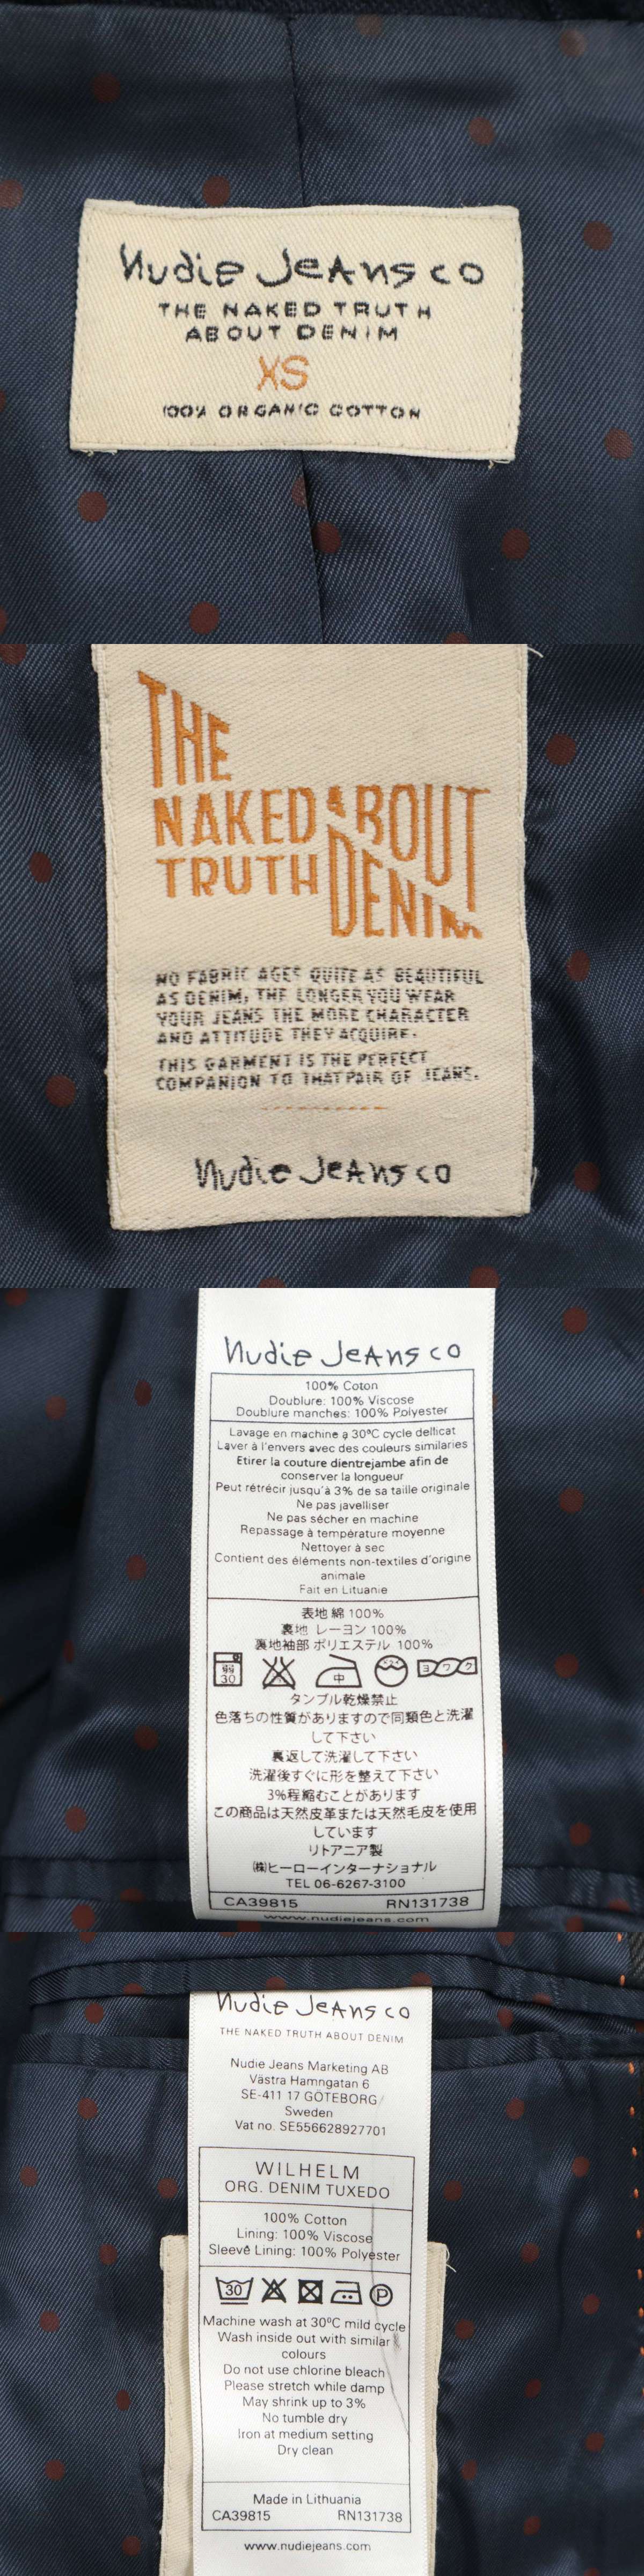 Nudie Jeans co
THE NAKED TRUTH
ABOUT DENIM
XS
100% ORGANIC COTTON
THE
NAKED ABOUT
TRUTH DENIM
NO FABRIC AGES QUITE AS BEAUTIFUL
AS DENIM, THE LONGER YOU WEAR
YOUR JEANS THE MORE CHARACTER
AND ATTITUDE THEY ACQUIRE.
THIS GARMENT IS THE PERFECT
COMPANION TO THAT PAIR OF JEANS.
Nudie Jeans co
Nudie Jeans co
100% Coton
Doublure: 100% Viscose
Doublure manches: 100% Polyester
Lavage en machine a 30ºC cycle dellicat
Laver à l'envers avec des couleurs similaries
Etirer la couture dientrejambe afin de
conserver la longueur
Peut rétrécir jusqu'à 3% de sa taille originale
Ne pas javelliser
Ne pas sécher en machine
Repassage à température moyenne
Nettoyer à sec
Contient des éléments non-textiles d'origine
animale
Fait en Lituanie
表地 綿 100%
裏地 レーヨン 100%
裏地袖部 ポリエステル 100%
弱 30 中 ドライ ヨワク
タンブル乾燥禁止
色落ちの性質がありますので同類色と洗濯
して下さい
裏返して洗濯して下さい
洗濯後すぐに形を整えて下さい
3%程縮むことがあります
この商品は天然皮革または天然毛皮を使用
しています
リトアニア製
㈱ヒーローインターナショナル
TEL 06-6267-3100
CA39815 RN131738
www.nudiejeans.com
Nudie Jeans co
THE NAKED TRUTH ABOUT DENIM
Nudie Jeans Marketing AB
Västra Hamngatan 6
SE-411 17 GÖTEBORG
Sweden
Vat no. SE556628927701
WILHELM
ORG. DENIM TUXEDO
100% Cotton
Lining: 100% Viscose
Sleeve Lining: 100% Polyester
30 P
Machine wash at 30ºC mild cycle
Wash inside out with similar
colours
Do not use chlorine bleach
Please stretch while damp
May shrink up to 3%
No tumble dry
Iron at medium setting
Dry clean
Made in Lithuania
CA39815 RN131738
www.nudiejeans.com